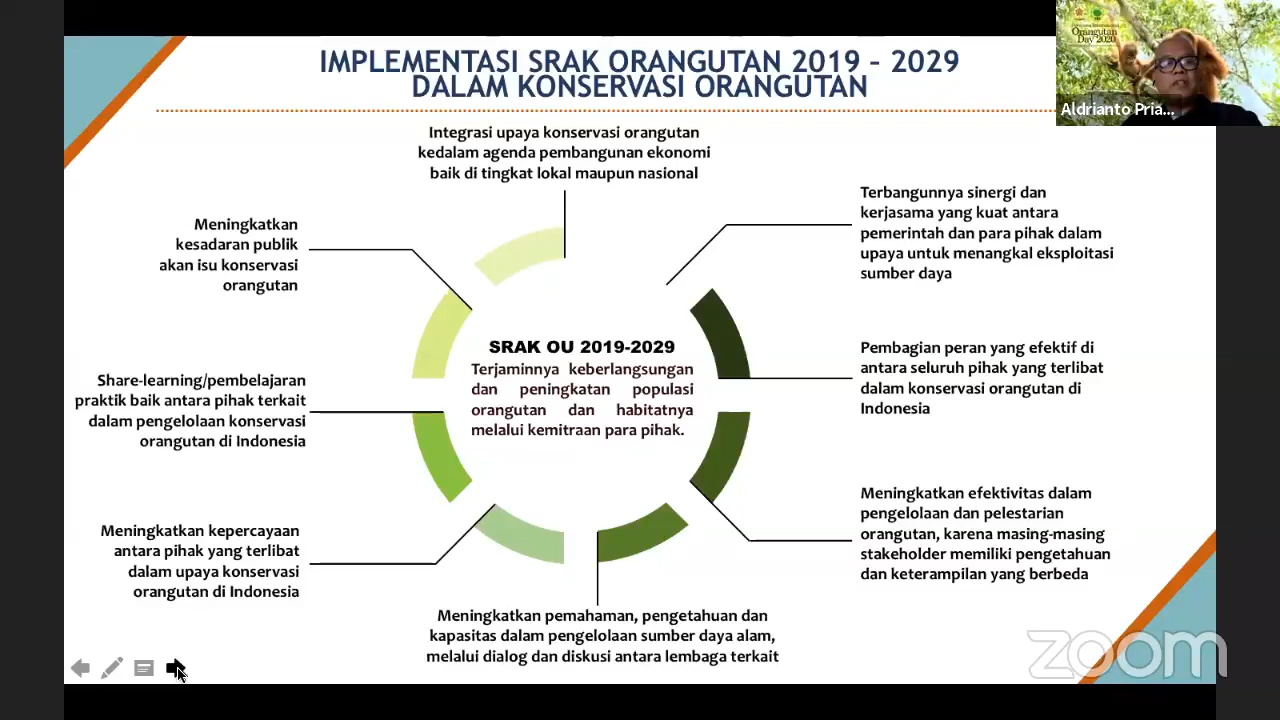 IMPLEMENTASI SRAK ORANGUTAN 2019 – 2029
DALAM KONSERVASI ORANGUTAN
Orangutan
Day 2020
Aldrianto Pria...
Integrasi upaya konservasi orangutan
kedalam agenda pembangunan ekonomi
baik di tingkat lokal maupun nasional
Terbangunnya sinergi dan
kerjasama yang kuat antara
pemerintah dan para pihak dalam
upaya untuk menangkal eksploitasi
sumber daya
Meningkatkan
kesadaran publik
akan isu konservasi
orangutan
SRAK OU 2019-2029
Terjaminnya keberlangsungan
dan peningkatan populasi
orangutan dan habitatnya
melalui kemitraan para pihak.
Pembagian peran yang efektif di
antara seluruh pihak yang terlibat
dalam konservasi orangutan di
Indonesia
Share-learning/pembelajaran
praktik baik antara pihak terkait
dalam pengelolaan konservasi
orangutan di Indonesia
Meningkatkan efektivitas dalam
pengelolaan dan pelestarian
orangutan, karena masing-masing
stakeholder memiliki pengetahuan
dan keterampilan yang berbeda
Meningkatkan kepercayaan
antara pihak yang terlibat
dalam upaya konservasi
orangutan di Indonesia
Meningkatkan pemahaman, pengetahuan dan
kapasitas dalam pengelolaan sumber daya alam,
melalui dialog dan diskusi antara lembaga terkait
zoom